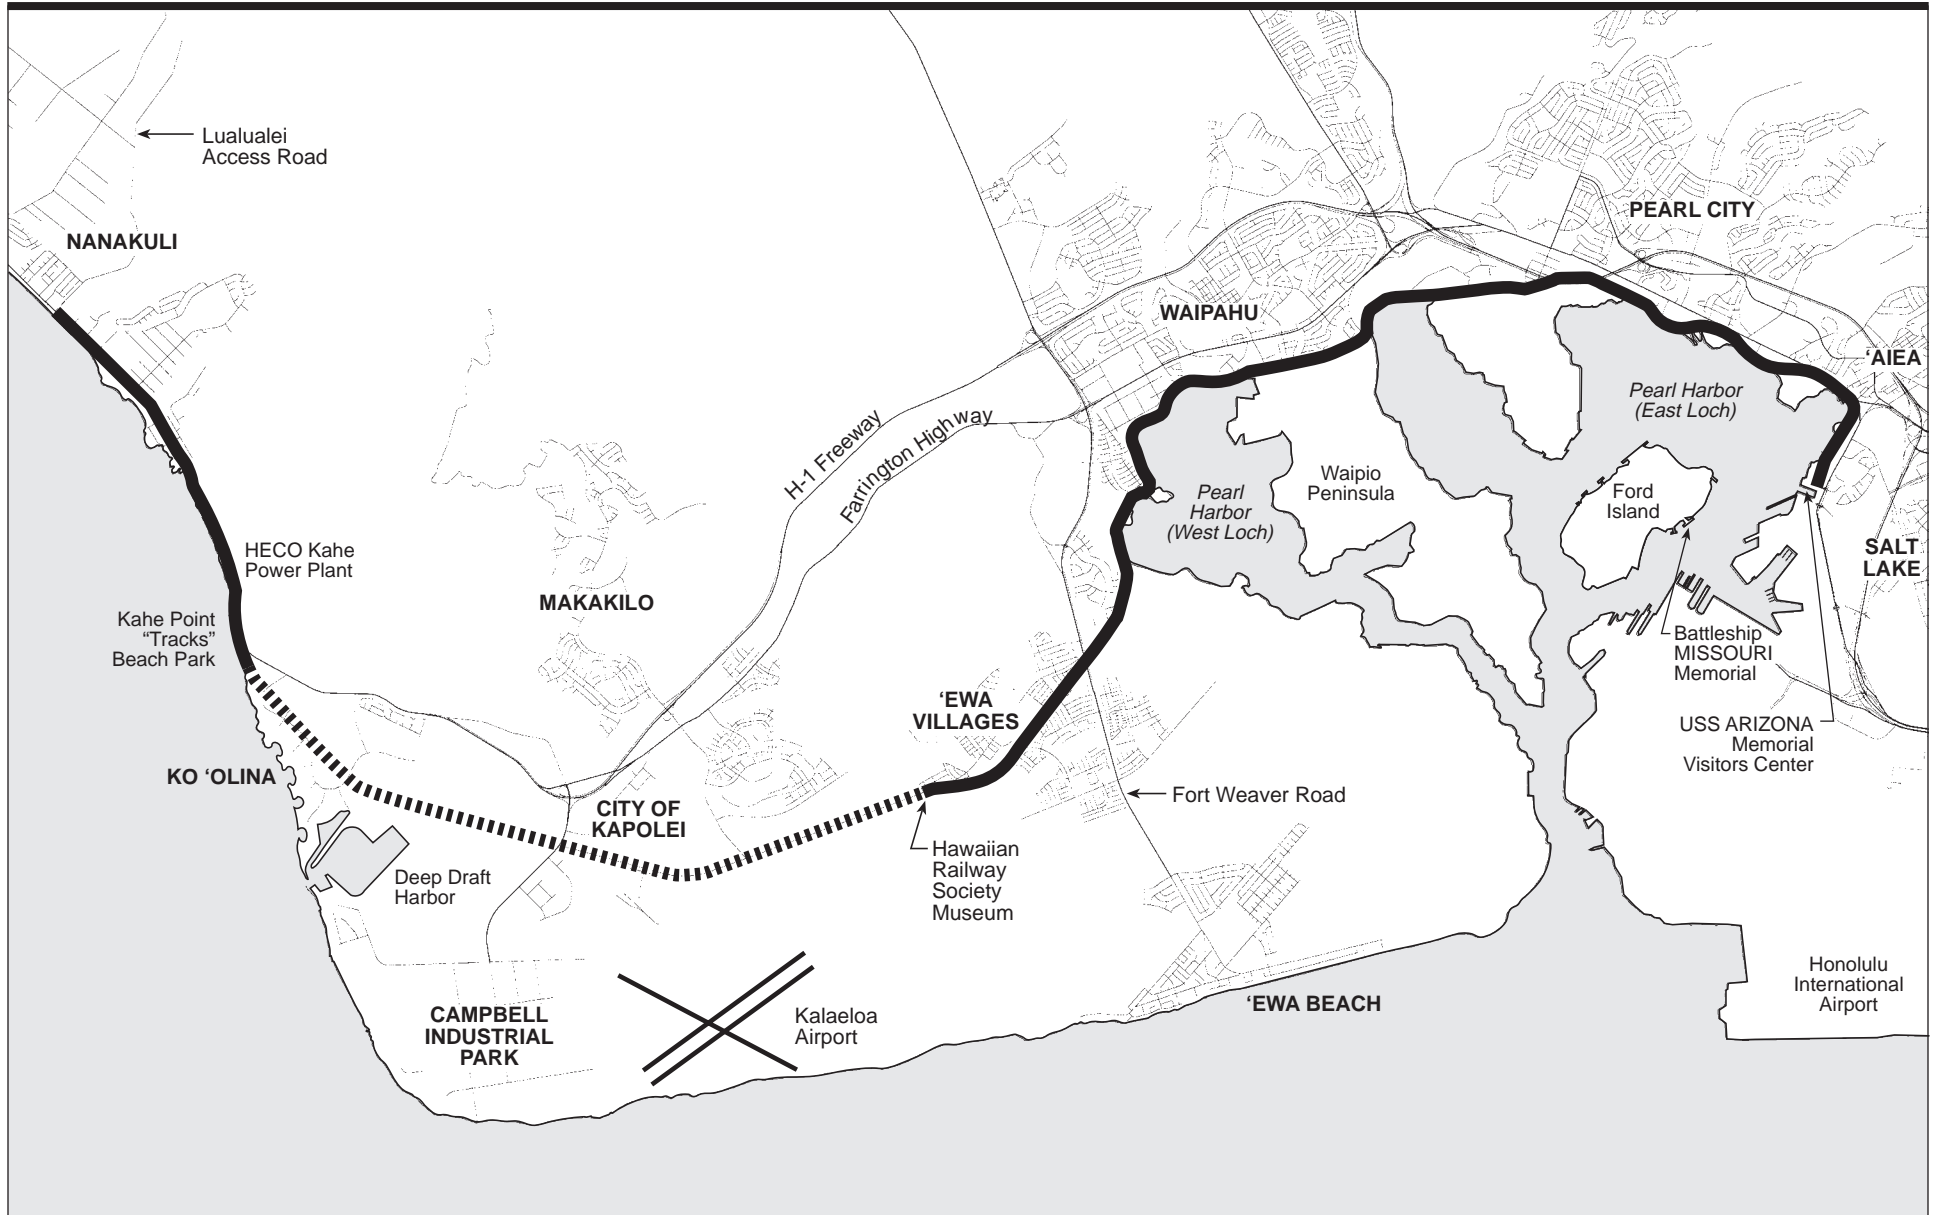 Lualualei
Access Road
NANAKULI
PEARL CITY
WAIPAHU
‘AIEA
Pearl Harbor
(East Loch)
H-1 Freeway
Farrington Highway
Waipio
Peninsula
Pearl
Harbor
(West Loch)
Ford
Island
SALT
LAKE
HECO Kahe
Power Plant
MAKAKILO
Kahe Point
“Tracks”
Beach Park
Battleship
MISSOURI
Memorial
‘EWA
VILLAGES
USS ARIZONA
Memorial
Visitors Center
KO ‘OLINA
CITY OF
KAPOLEI
Fort Weaver Road
Hawaiian
Railway
Society
Museum
Deep Draft
Harbor
Honolulu
International
Airport
‘EWA BEACH
CAMPBELL
INDUSTRIAL
PARK
Kalaeloa
Airport